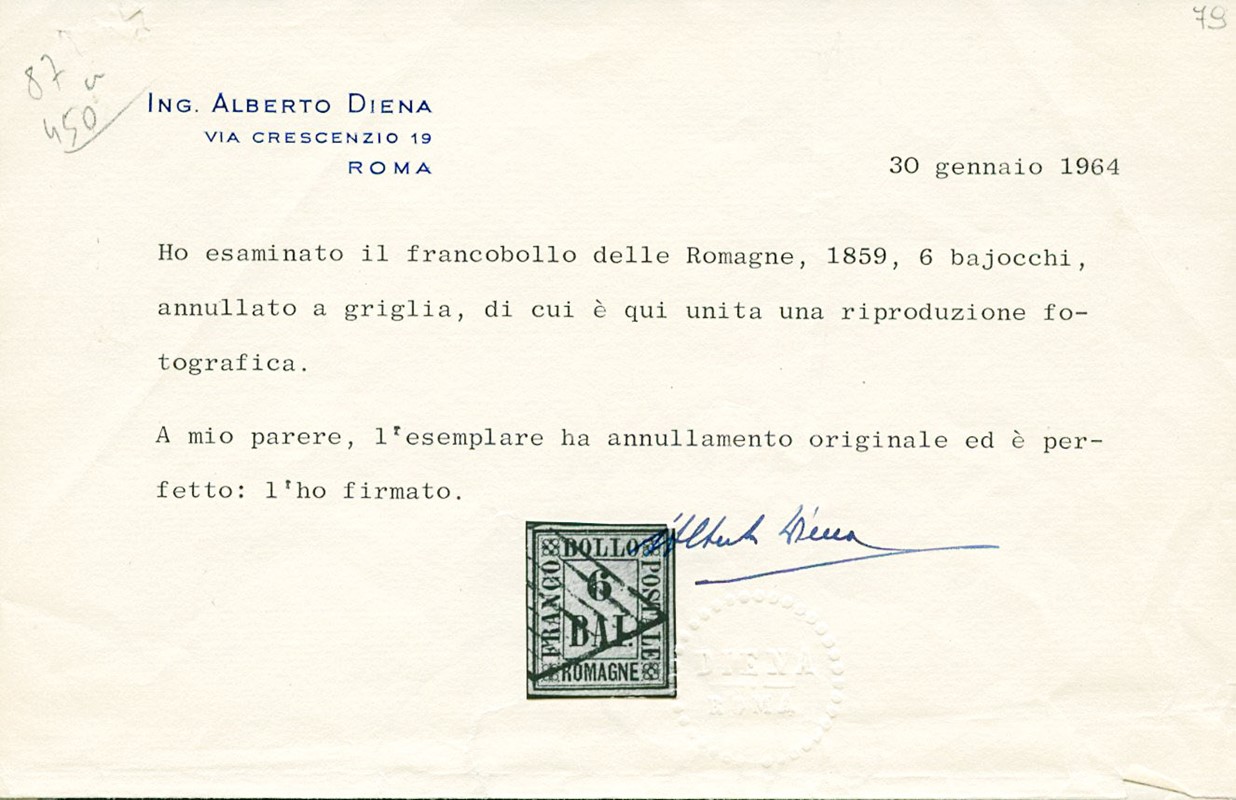 79
87
450
ING. ALBERTO DIENA
VIA CRESCENZIO 19
ROMA
30 gennaio 1964
Ho esaminato il francobollo delle Romagne, 1859, 6 bajocchi,
annullato a griglia, di cui è qui unita una riproduzione fo-
tografica.
A mio parere, l'esemplare ha annullamento originale ed è per-
fetto: l'ho firmato.
Alberto Diena
FRANCO
BOLLO
POSTALE
6
BAI.
ROMAGNE